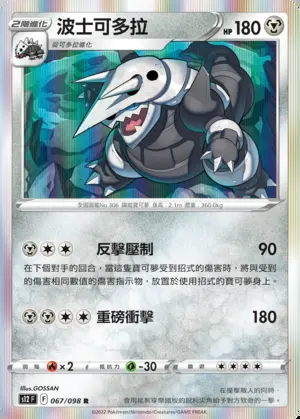 2階進化
波士可多拉
HP 180
從可多拉進化
全國圖鑑No.306 鐵鎧寶可夢 身高：2.1m 體重：360.0kg
反擊壓制 90
在下個對手的回合，當這隻寶可夢受到招式的傷害時，將與受到
的傷害相同數值的傷害指示物，放置於使用招式的寶可夢身上。
重磅衝擊 180
弱點 ×2 抵抗力 -30 撤退
illus.GOSSAN
S12 F F 067/098 R
©2022 Pokémon/Nintendo/Creatures/GAME FREAK.